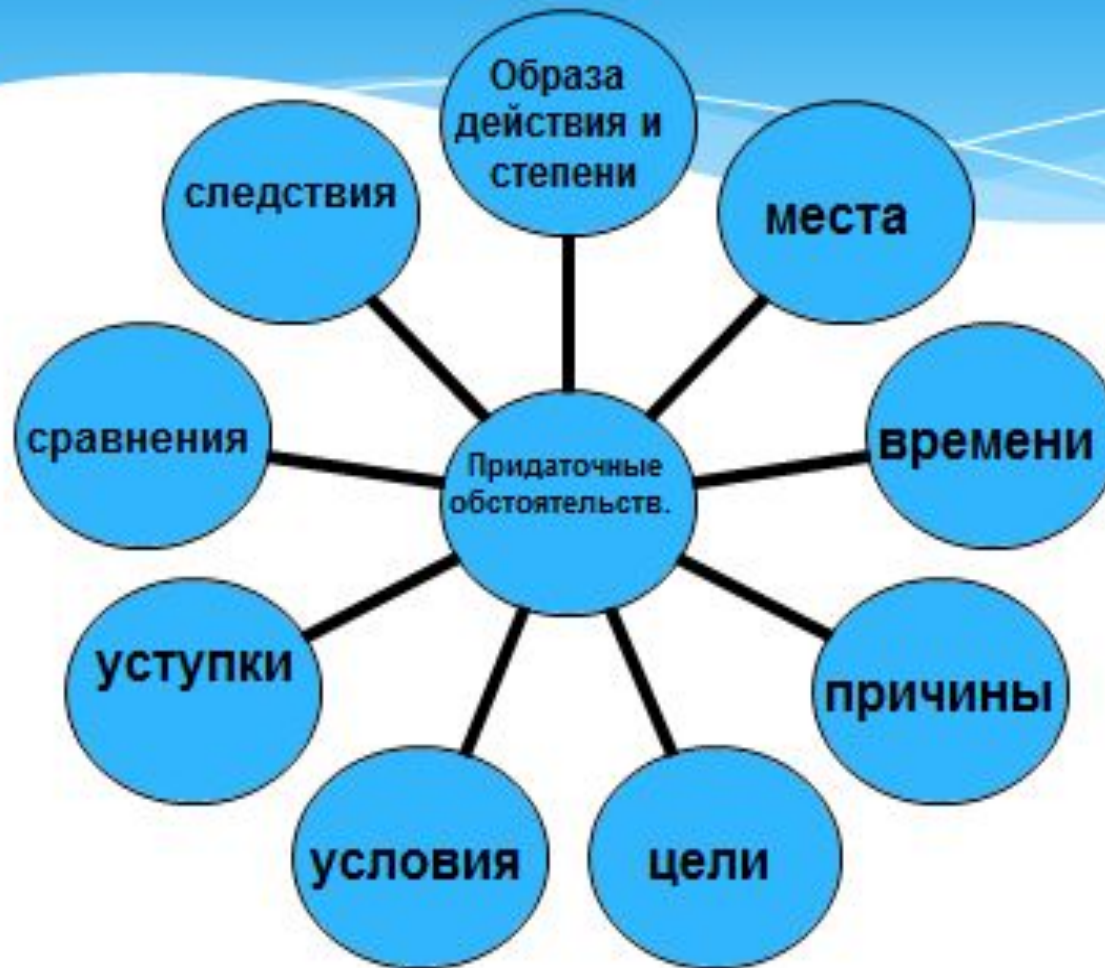 Образа
действия и
степени
места
времени
причины
цели
условия
уступки
сравнения
следствия
Придаточные
обстоятельств.